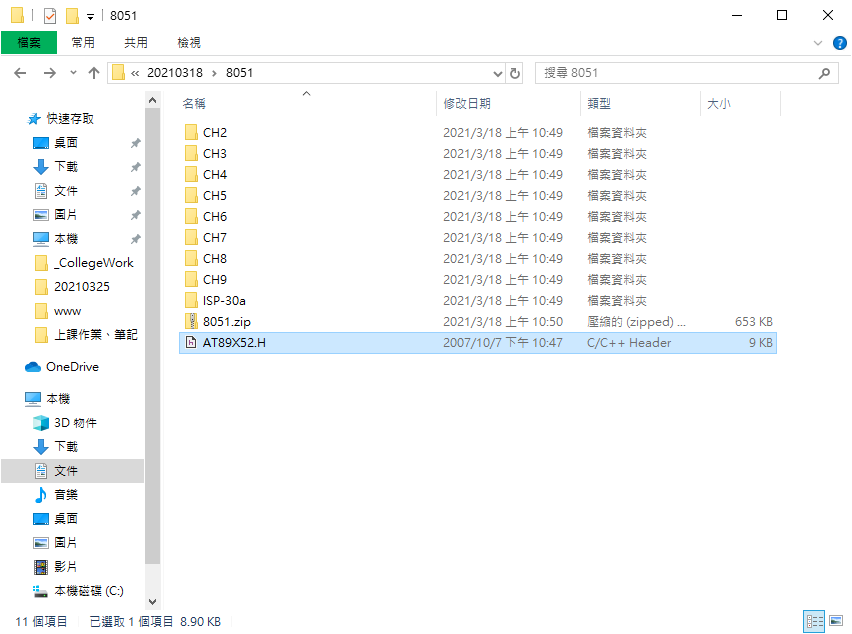 8051
檔案 常用 共用 檢視
« 20210318 › 8051 搜尋 8051
名稱 修改日期 類型 大小
快速存取
桌面
下載
文件
圖片
本機
_CollegeWork
20210325
www
上課作業、筆記
OneDrive
本機
3D 物件
下載
文件
音樂
桌面
圖片
影片
本機磁碟 (C:)
CH2 2021/3/18 上午 10:49 檔案資料夾
CH3 2021/3/18 上午 10:49 檔案資料夾
CH4 2021/3/18 上午 10:49 檔案資料夾
CH5 2021/3/18 上午 10:49 檔案資料夾
CH6 2021/3/18 上午 10:49 檔案資料夾
CH7 2021/3/18 上午 10:49 檔案資料夾
CH8 2021/3/18 上午 10:49 檔案資料夾
CH9 2021/3/18 上午 10:49 檔案資料夾
ISP-30a 2021/3/18 上午 10:49 檔案資料夾
8051.zip 2021/3/18 上午 10:50 壓縮的 (zipped) ... 653 KB
AT89X52.H 2007/10/7 下午 10:47 C/C++ Header 9 KB
11 個項目 已選取 1 個項目 8.90 KB